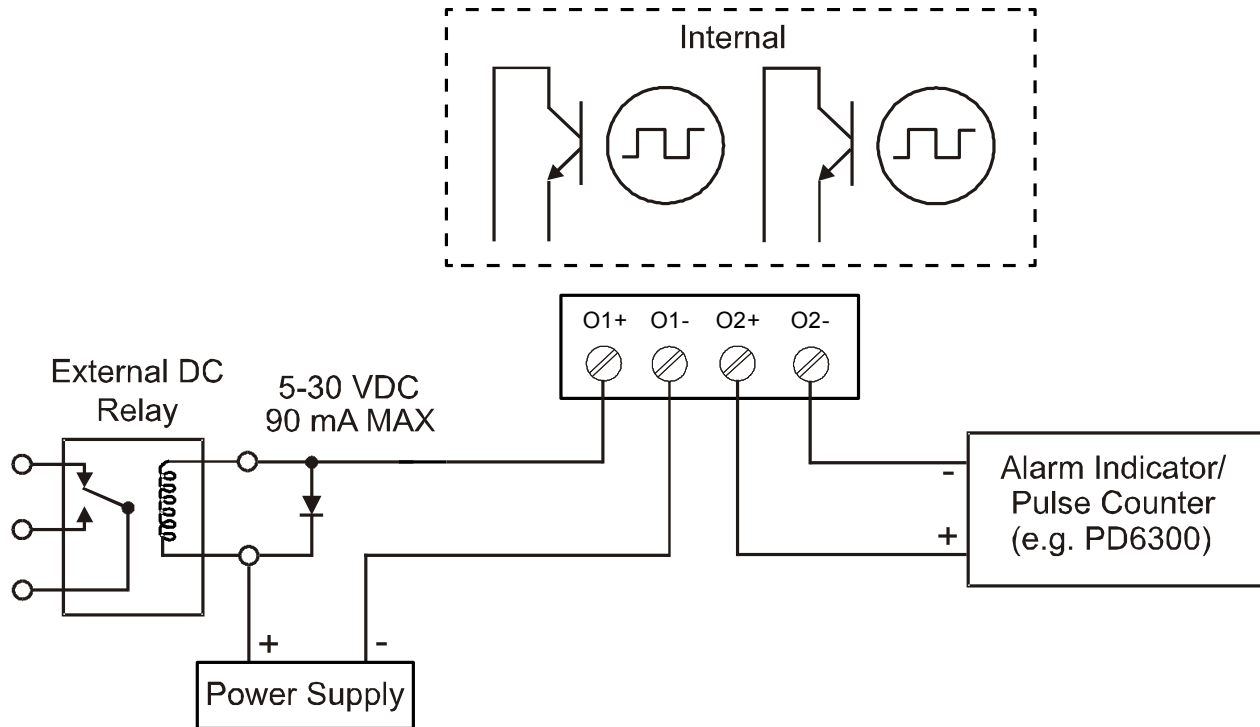 Internal
O1+ O1- O2+ O2-
External DC
Relay
5-30 VDC
90 mA MAX
Alarm Indicator/
Pulse Counter
(e.g. PD6300)
-
+
+ -
Power Supply